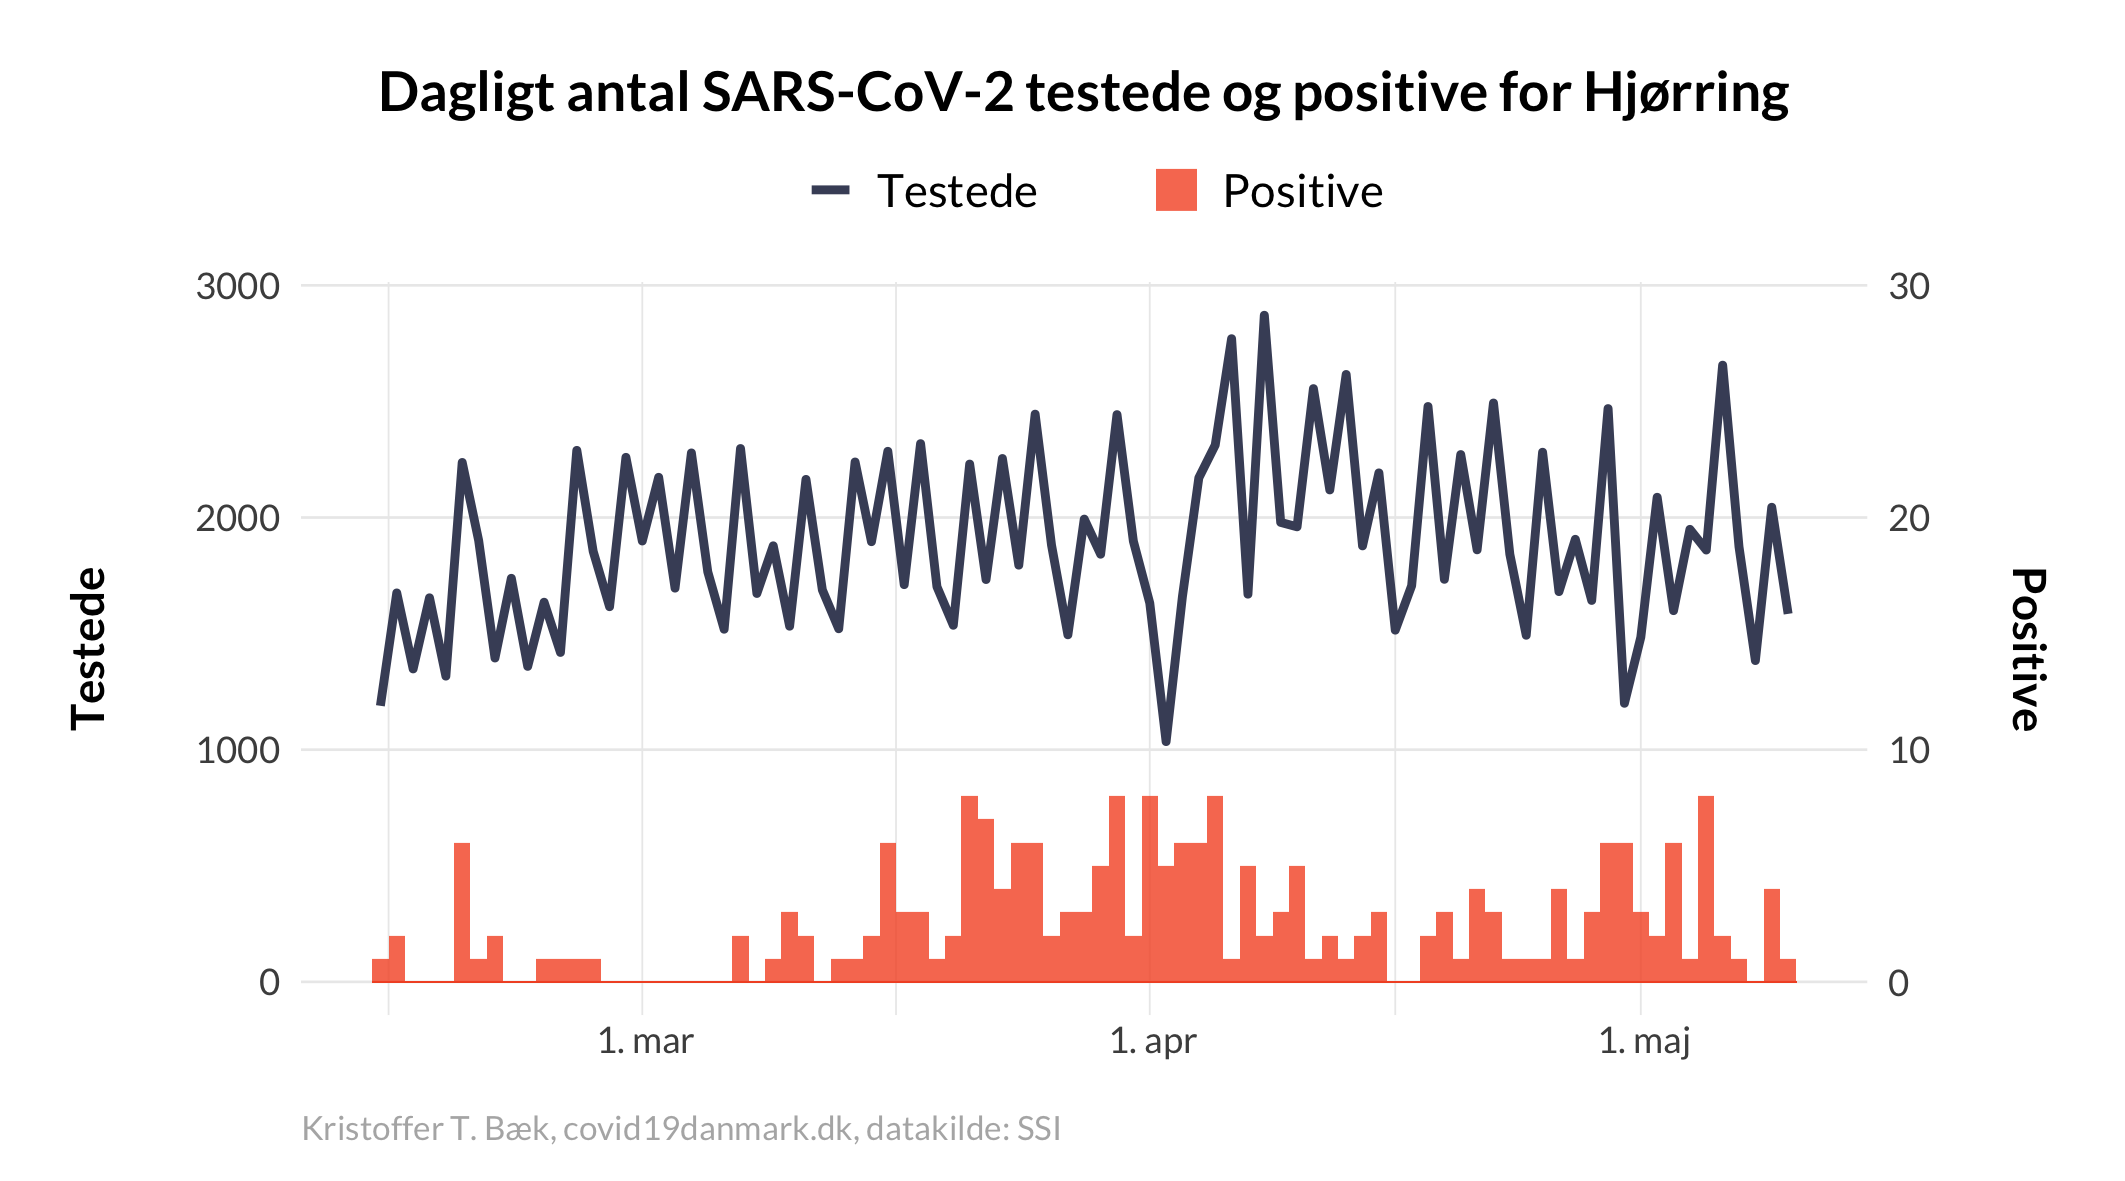 Dagligt antal SARS-CoV-2 testede og positive for Hjørring
Testede
Positive
3000
2000
1000
0
Testede
30
20
10
0
Positive
1. mar
1. apr
1. maj
Kristoffer T. Bæk, covid19danmark.dk, datakilde: SSI